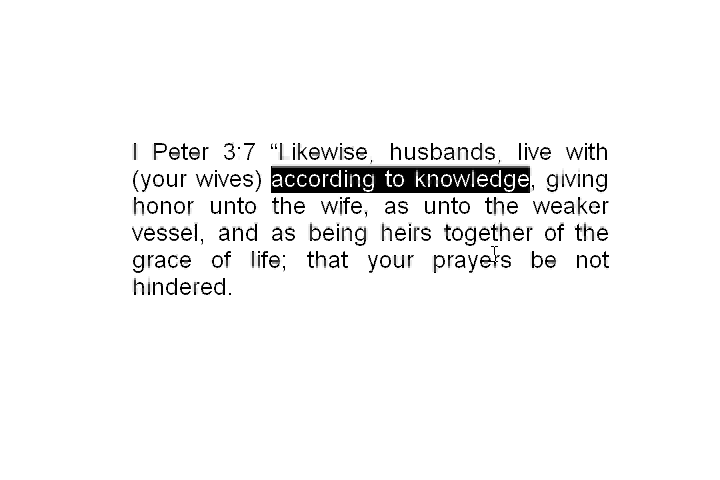 I Peter 3:7 “Likewise, husbands, live with
(your wives) according to knowledge, giving
honor unto the wife, as unto the weaker
vessel, and as being heirs together of the
grace of life; that your prayers be not
hindered.